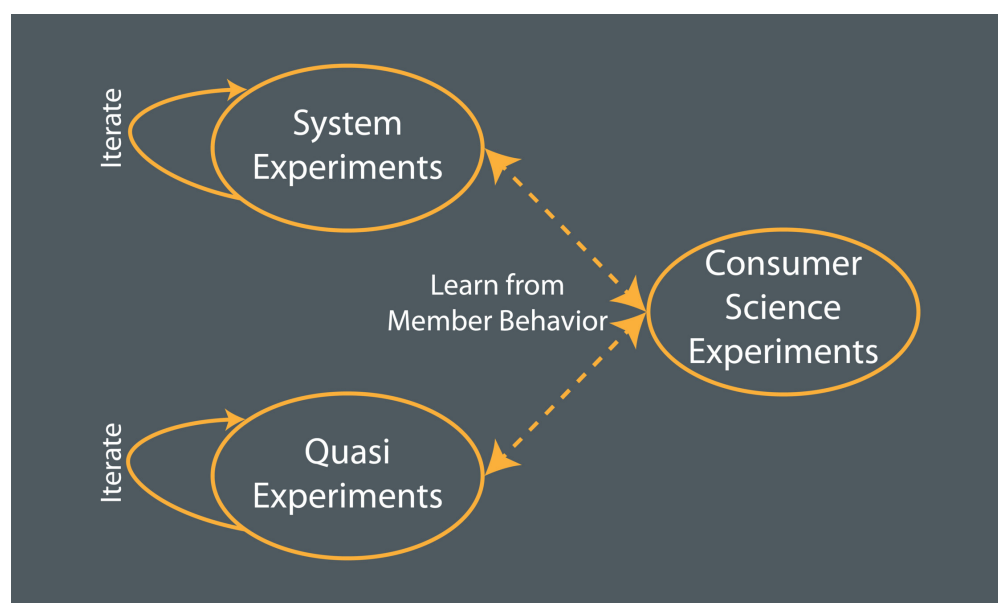 Iterate
System
Experiments
Learn from
Member Behavior
Consumer
Science
Experiments
Iterate
Quasi
Experiments